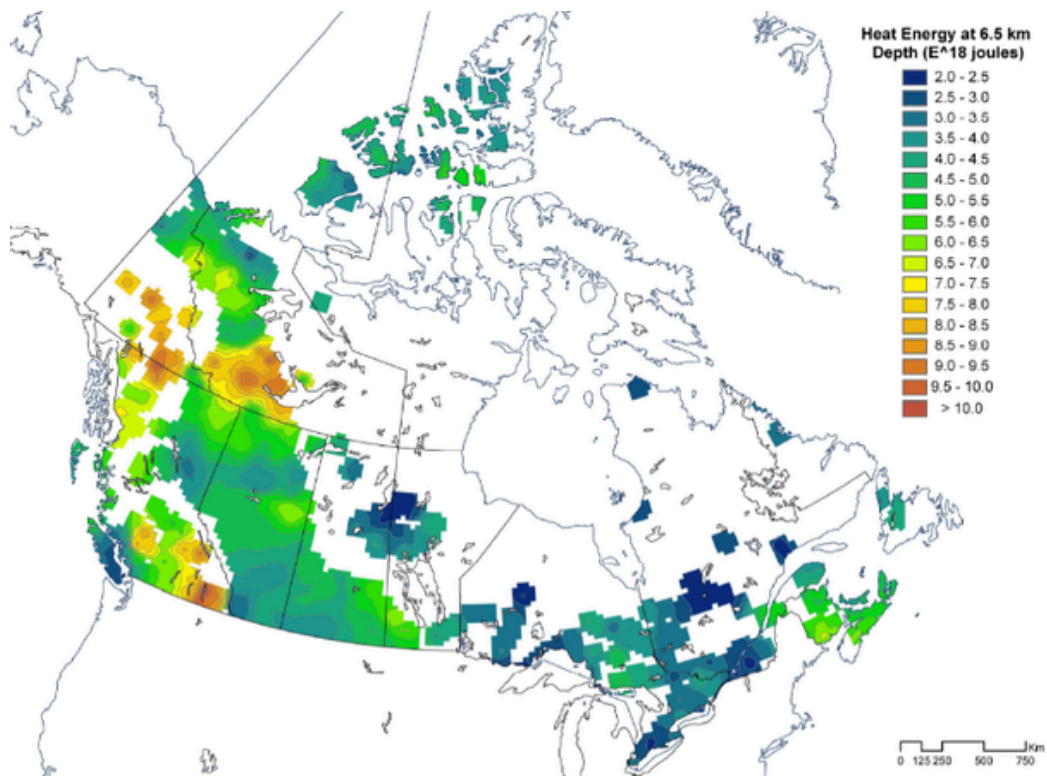 Heat Energy at 6.5 km
Depth (E^18 joules)
2.0 - 2.5
2.5 - 3.0
3.0 - 3.5
3.5 - 4.0
4.0 - 4.5
4.5 - 5.0
5.0 - 5.5
5.5 - 6.0
6.0 - 6.5
6.5 - 7.0
7.0 - 7.5
7.5 - 8.0
8.0 - 8.5
8.5 - 9.0
9.0 - 9.5
9.5 - 10.0
> 10.0
Km
0 125 250 500 750